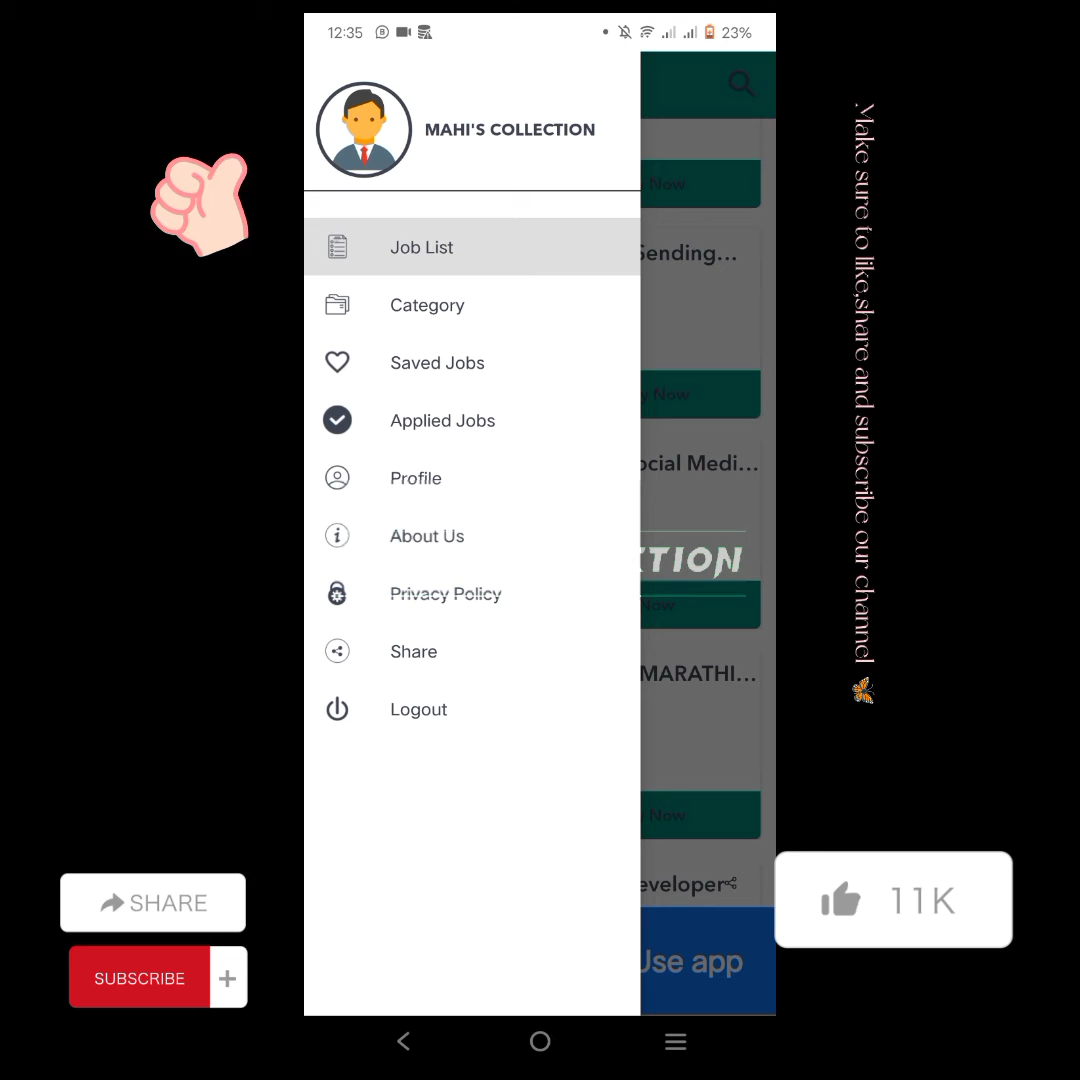 12:35
23%
MAHI'S COLLECTION
Now
Job List
Sending...
Category
Saved Jobs
Now
Applied Jobs
ocial Medi...
Profile
About Us
CTION
Privacy Policy
Now
Share
MARATHI...
Logout
Now
eveloper
Use app
Make sure to like,share and subscribe our channel
SHARE
SUBSCRIBE +
11K